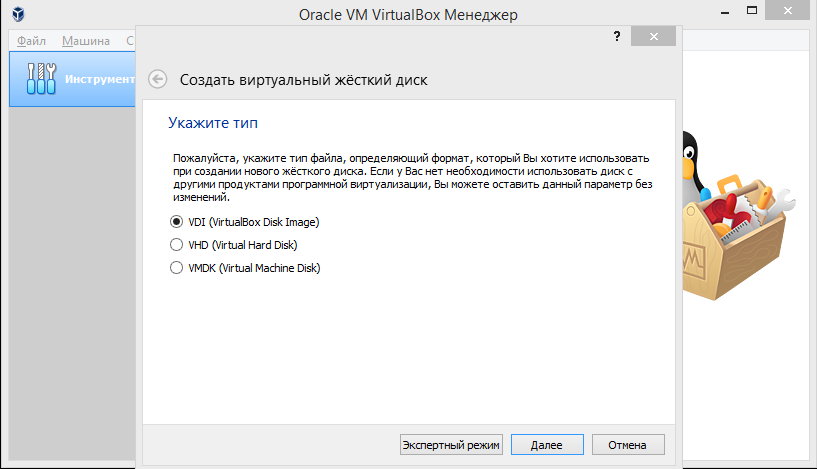 Oracle VM VirtualBox Менеджер
Файл Машина С
?
Инструмент
Создать виртуальный жёсткий диск
Укажите тип
Пожалуйста, укажите тип файла, определяющий формат, который Вы хотите использовать
при создании нового жёсткого диска. Если у Вас нет необходимости использовать диск с
другими продуктами программной виртуализации, Вы можете оставить данный параметр без
изменений.
VDI (VirtualBox Disk Image)
VHD (Virtual Hard Disk)
VMDK (Virtual Machine Disk)
Экспертный режим Далее Отмена